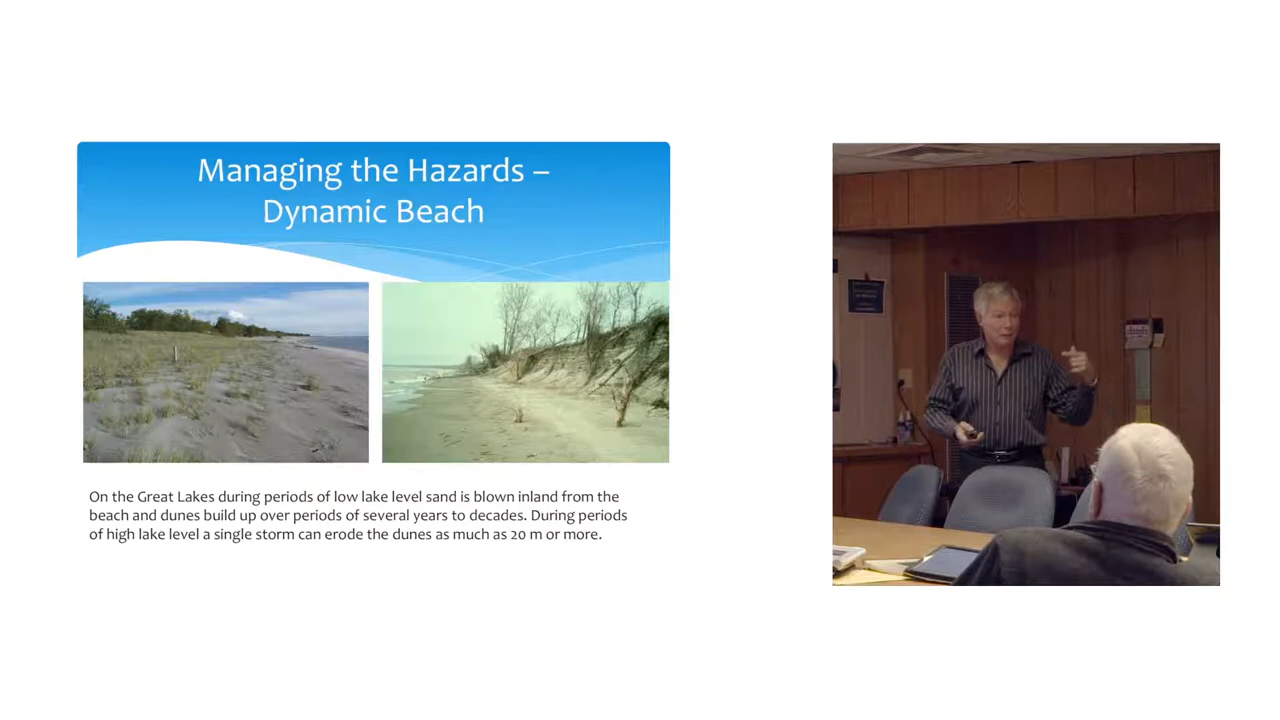 Managing the Hazards –
Dynamic Beach
On the Great Lakes during periods of low lake level sand is blown inland from the
beach and dunes build up over periods of several years to decades. During periods
of high lake level a single storm can erode the dunes as much as 20 m or more.